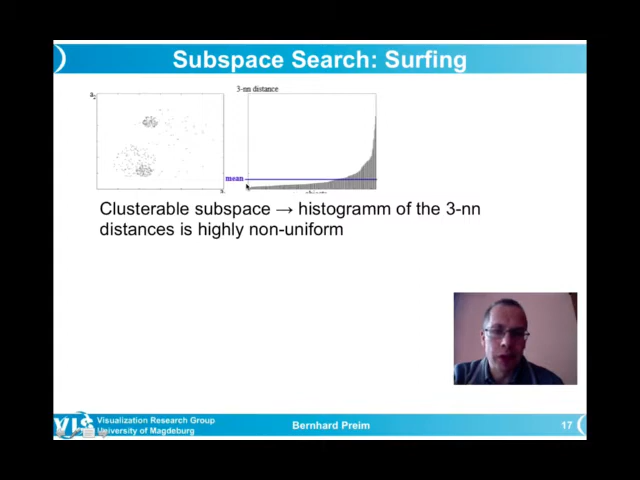 Subspace Search: Surfing
3-nn distance
a
mean
Clusterable subspace → histogramm of the 3-nn
distances is highly non-uniform
VIS
Visualization Research Group
University of Magdeburg
Bernhard Preim
17